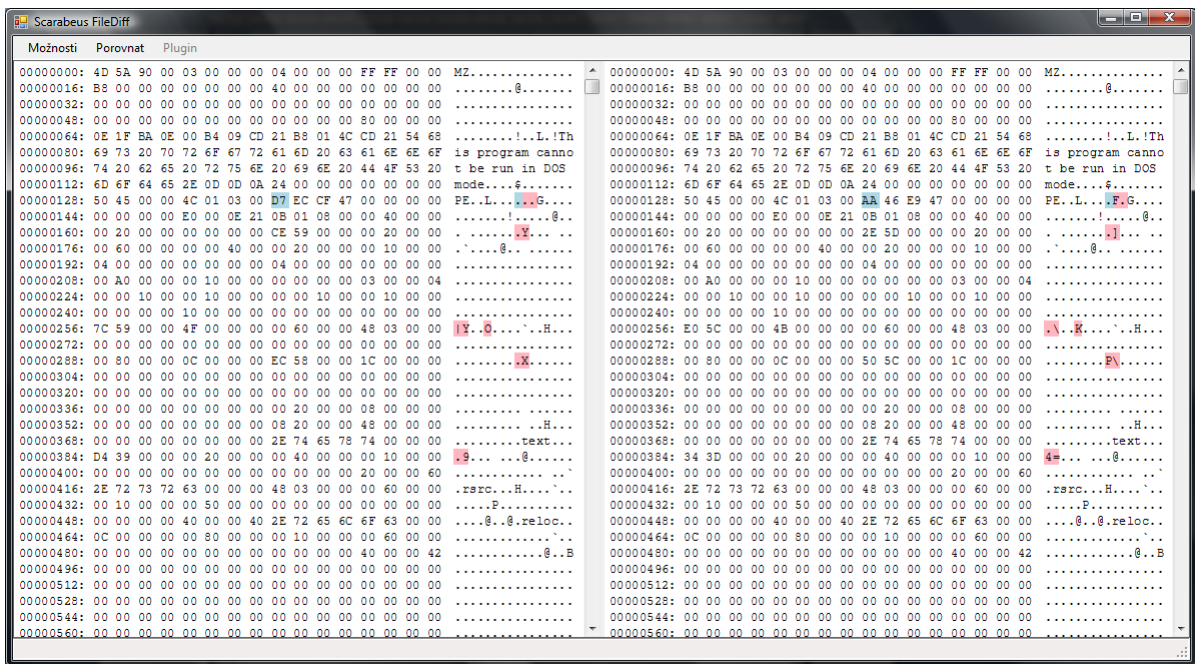 Scarabeus FileDiff
Možnosti Porovnat Plugin
00000000: 4D 5A 90 00 03 00 00 00 04 00 00 00 FF FF 00 00 MZ..............
00000016: B8 00 00 00 00 00 00 00 40 00 00 00 00 00 00 00 ........@.......
00000032: 00 00 00 00 00 00 00 00 00 00 00 00 00 00 00 00 ................
00000048: 00 00 00 00 00 00 00 00 00 00 00 00 80 00 00 00 ................
00000064: 0E 1F BA 0E 00 B4 09 CD 21 B8 01 4C CD 21 54 68 ........!..L.!Th
00000080: 69 73 20 70 72 6F 67 72 61 6D 20 63 61 6E 6E 6F is program canno
00000096: 74 20 62 65 20 72 75 6E 20 69 6E 20 44 4F 53 20 t be run in DOS
00000112: 6D 6F 64 65 2E 0D 0D 0A 24 00 00 00 00 00 00 00 mode....$.......
00000128: 50 45 00 00 4C 01 03 00 D7 EC CF 47 00 00 00 00 PE..L......G....
00000144: 00 00 00 00 E0 00 0E 21 0B 01 08 00 00 40 00 00 .......!.....@..
00000160: 00 20 00 00 00 00 00 00 CE 59 00 00 00 20 00 00 . .......Y... ..
00000176: 00 60 00 00 00 00 40 00 00 20 00 00 00 10 00 00 .`....@.. ......
00000192: 04 00 00 00 00 00 00 00 04 00 00 00 00 00 00 00 ................
00000208: 00 A0 00 00 00 10 00 00 00 00 00 00 03 00 00 04 ................
00000224: 00 00 10 00 00 10 00 00 00 00 10 00 00 10 00 00 ................
00000240: 00 00 00 00 10 00 00 00 00 00 00 00 00 00 00 00 ................
00000256: 7C 59 00 00 4F 00 00 00 00 60 00 00 48 03 00 00 |Y..O....`..H...
00000272: 00 00 00 00 00 00 00 00 00 00 00 00 00 00 00 00 ................
00000288: 00 80 00 00 0C 00 00 00 EC 58 00 00 1C 00 00 00 .........X......
00000304: 00 00 00 00 00 00 00 00 00 00 00 00 00 00 00 00 ................
00000320: 00 00 00 00 00 00 00 00 00 00 00 00 00 00 00 00 ................
00000336: 00 00 00 00 00 00 00 00 00 20 00 00 08 00 00 00 ......... ......
00000352: 00 00 00 00 00 00 00 00 08 20 00 00 48 00 00 00 ......... ..H...
00000368: 00 00 00 00 00 00 00 00 2E 74 65 78 74 00 00 00 .........text...
00000384: D4 39 00 00 00 20 00 00 00 40 00 00 00 10 00 00 .9... ...@......
00000400: 00 00 00 00 00 00 00 00 00 00 00 00 20 00 00 60 ............ ..`
00000416: 2E 72 73 72 63 00 00 00 48 03 00 00 00 60 00 00 .rsrc...H....`..
00000432: 00 10 00 00 00 50 00 00 00 00 00 00 00 00 00 00 .....P..........
00000448: 00 00 00 00 40 00 00 40 2E 72 65 6C 6F 63 00 00 ....@..@.reloc..
00000464: 0C 00 00 00 00 80 00 00 00 10 00 00 00 60 00 00 .............`..
00000480: 00 00 00 00 00 00 00 00 00 00 00 00 40 00 00 42 ............@..B
00000496: 00 00 00 00 00 00 00 00 00 00 00 00 00 00 00 00 ................
00000512: 00 00 00 00 00 00 00 00 00 00 00 00 00 00 00 00 ................
00000528: 00 00 00 00 00 00 00 00 00 00 00 00 00 00 00 00 ................
00000544: 00 00 00 00 00 00 00 00 00 00 00 00 00 00 00 00 ................
00000560: 00 00 00 00 00 00 00 00 00 00 00 00 00 00 00 00 ................
00000000: 4D 5A 90 00 03 00 00 00 04 00 00 00 FF FF 00 00 MZ..............
00000016: B8 00 00 00 00 00 00 00 40 00 00 00 00 00 00 00 ........@.......
00000032: 00 00 00 00 00 00 00 00 00 00 00 00 00 00 00 00 ................
00000048: 00 00 00 00 00 00 00 00 00 00 00 00 80 00 00 00 ................
00000064: 0E 1F BA 0E 00 B4 09 CD 21 B8 01 4C CD 21 54 68 ........!..L.!Th
00000080: 69 73 20 70 72 6F 67 72 61 6D 20 63 61 6E 6E 6F is program canno
00000096: 74 20 62 65 20 72 75 6E 20 69 6E 20 44 4F 53 20 t be run in DOS
00000112: 6D 6F 64 65 2E 0D 0D 0A 24 00 00 00 00 00 00 00 mode....$.......
00000128: 50 45 00 00 4C 01 03 00 AA 46 E9 47 00 00 00 00 PE..L....F.G....
00000144: 00 00 00 00 E0 00 0E 21 0B 01 08 00 00 40 00 00 .......!.....@..
00000160: 00 20 00 00 00 00 00 00 2E 5D 00 00 00 20 00 00 . .......]... ..
00000176: 00 60 00 00 00 00 40 00 00 20 00 00 00 10 00 00 .`....@.. ......
00000192: 04 00 00 00 00 00 00 00 04 00 00 00 00 00 00 00 ................
00000208: 00 A0 00 00 00 10 00 00 00 00 00 00 03 00 00 04 ................
00000224: 00 00 10 00 00 10 00 00 00 00 10 00 00 10 00 00 ................
00000240: 00 00 00 00 10 00 00 00 00 00 00 00 00 00 00 00 ................
00000256: E0 5C 00 00 4B 00 00 00 00 60 00 00 48 03 00 00 .\..K....`..H...
00000272: 00 00 00 00 00 00 00 00 00 00 00 00 00 00 00 00 ................
00000288: 00 80 00 00 0C 00 00 00 50 5C 00 00 1C 00 00 00 ........P\......
00000304: 00 00 00 00 00 00 00 00 00 00 00 00 00 00 00 00 ................
00000320: 00 00 00 00 00 00 00 00 00 00 00 00 00 00 00 00 ................
00000336: 00 00 00 00 00 00 00 00 00 20 00 00 08 00 00 00 ......... ......
00000352: 00 00 00 00 00 00 00 00 08 20 00 00 48 00 00 00 ......... ..H...
00000368: 00 00 00 00 00 00 00 00 2E 74 65 78 74 00 00 00 .........text...
00000384: 34 3D 00 00 00 20 00 00 00 40 00 00 00 10 00 00 4=... ...@......
00000400: 00 00 00 00 00 00 00 00 00 00 00 00 20 00 00 60 ............ ..`
00000416: 2E 72 73 72 63 00 00 00 48 03 00 00 00 60 00 00 .rsrc...H....`..
00000432: 00 10 00 00 00 50 00 00 00 00 00 00 00 00 00 00 .....P..........
00000448: 00 00 00 00 40 00 00 40 2E 72 65 6C 6F 63 00 00 ....@..@.reloc..
00000464: 0C 00 00 00 00 80 00 00 00 10 00 00 00 60 00 00 .............`..
00000480: 00 00 00 00 00 00 00 00 00 00 00 00 40 00 00 42 ............@..B
00000496: 00 00 00 00 00 00 00 00 00 00 00 00 00 00 00 00 ................
00000512: 00 00 00 00 00 00 00 00 00 00 00 00 00 00 00 00 ................
00000528: 00 00 00 00 00 00 00 00 00 00 00 00 00 00 00 00 ................
00000544: 00 00 00 00 00 00 00 00 00 00 00 00 00 00 00 00 ................
00000560: 00 00 00 00 00 00 00 00 00 00 00 00 00 00 00 00 ................